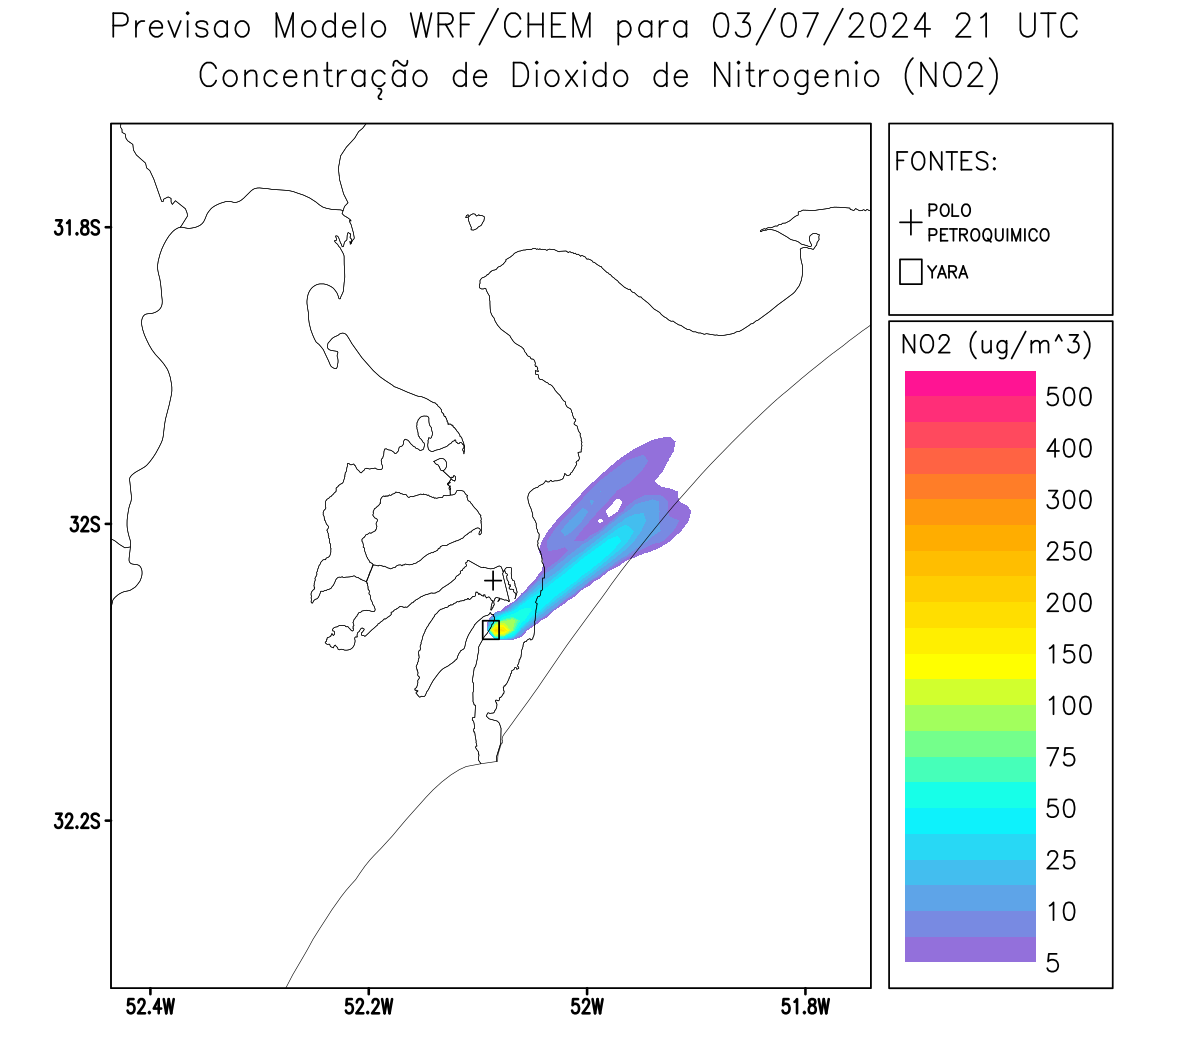 Previsao Modelo WRF/CHEM para 03/07/2024 21 UTC
Concentração de Dioxido de Nitrogenio (NO2)
FONTES:
POLO
PETROQUIMICO
YARA
NO2 (ug/m^3)
500
400
300
250
200
150
100
75
50
25
10
5
31.8S
32S
32.2S
52.4W
52.2W
52W
51.8W